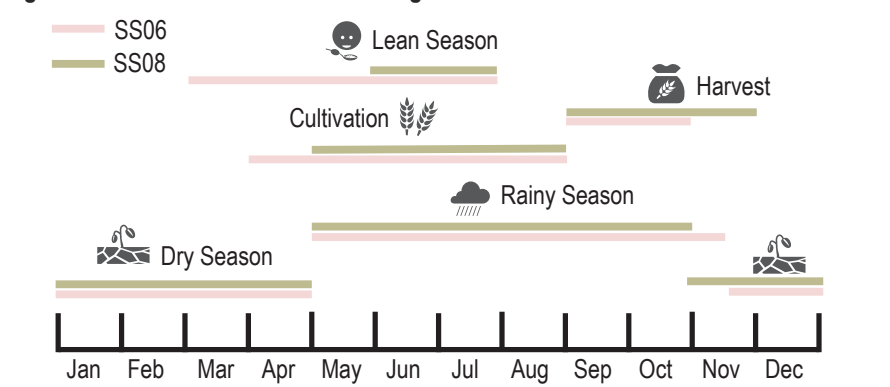 SS06
SS08
Lean Season
Harvest
Cultivation
Rainy Season
Dry Season
Jan Feb Mar Apr May Jun Jul Aug Sep Oct Nov Dec